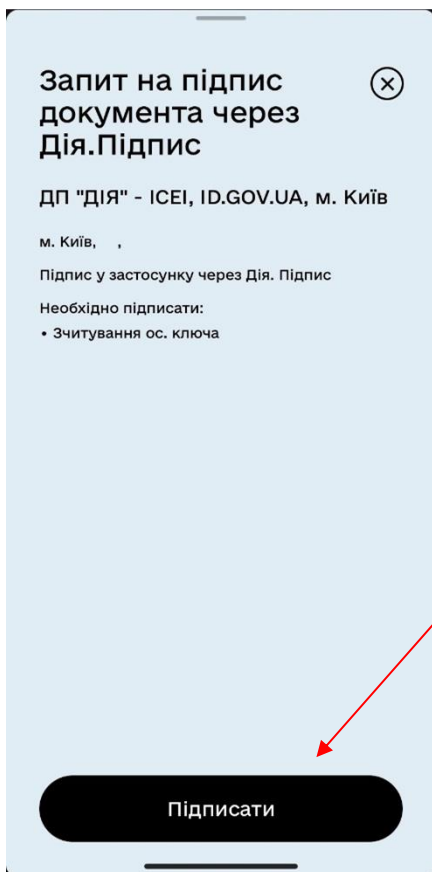 Запит на підпис
документа через
Дія.Підпис
ДП "ДІЯ" - ICEI, ID.GOV.UA, м. Київ
м. Київ, ,
Підпис у застосунку через Дія. Підпис
Необхідно підписати:
• Зчитування ос. ключа
Підписати